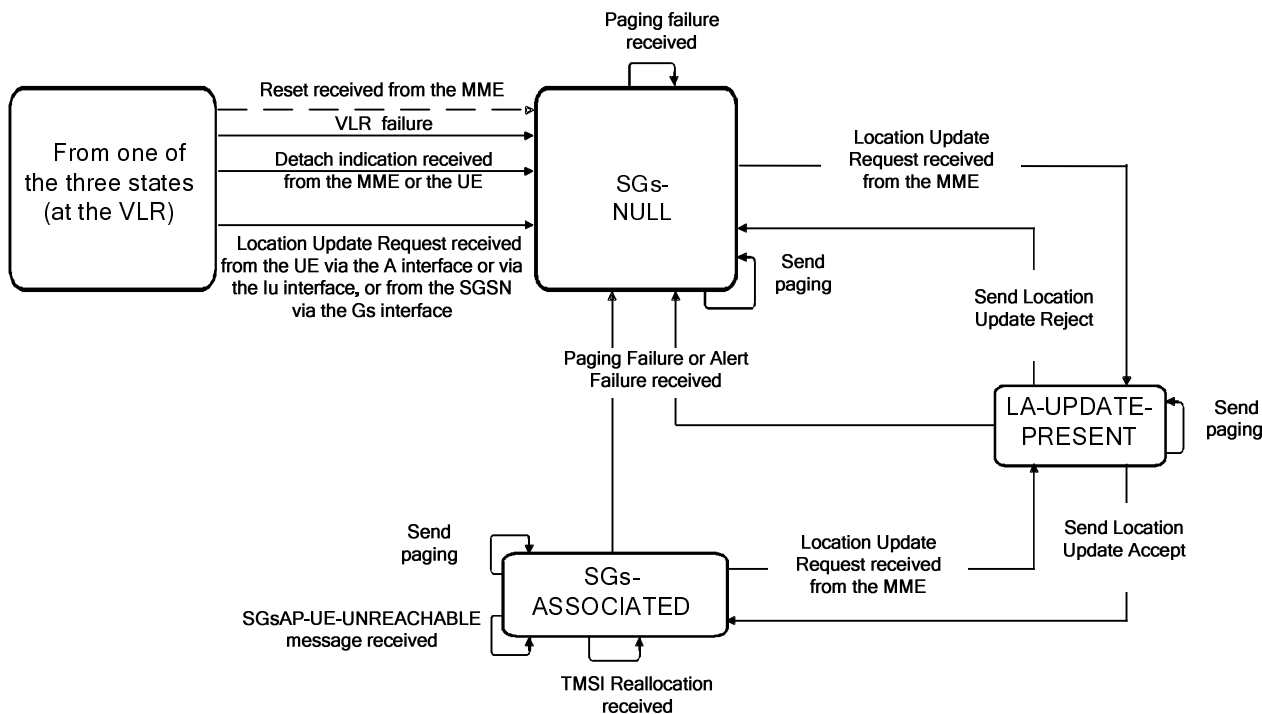 Paging failure
received
Reset received from the MME
VLR failure
Detach indication received
from the MME or the UE
From one of
the three states
(at the VLR)
Location Update Request received
from the UE via the A interface or via
the Iu interface, or from the SGSN
via the Gs interface
SGs-
NULL
Location Update
Request received
from the MME
Send
paging
Send Location
Update Reject
Paging Failure or Alert
Failure received
LA-UPDATE-
PRESENT
Send
paging
Send
paging
SGs-
ASSOCIATED
Location Update
Request received
from the MME
Send Location
Update Accept
SGsAP-UE-UNREACHABLE
message received
TMSI Reallocation
received